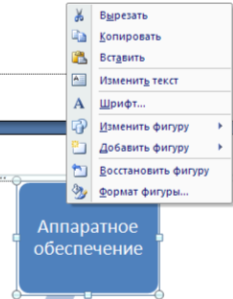 Вырезать
Копировать
Вставить
Изменить текст
Шрифт...
Изменить фигуру
Добавить фигуру
Восстановить фигуру
Формат фигуры...
Аппаратное
обеспечение